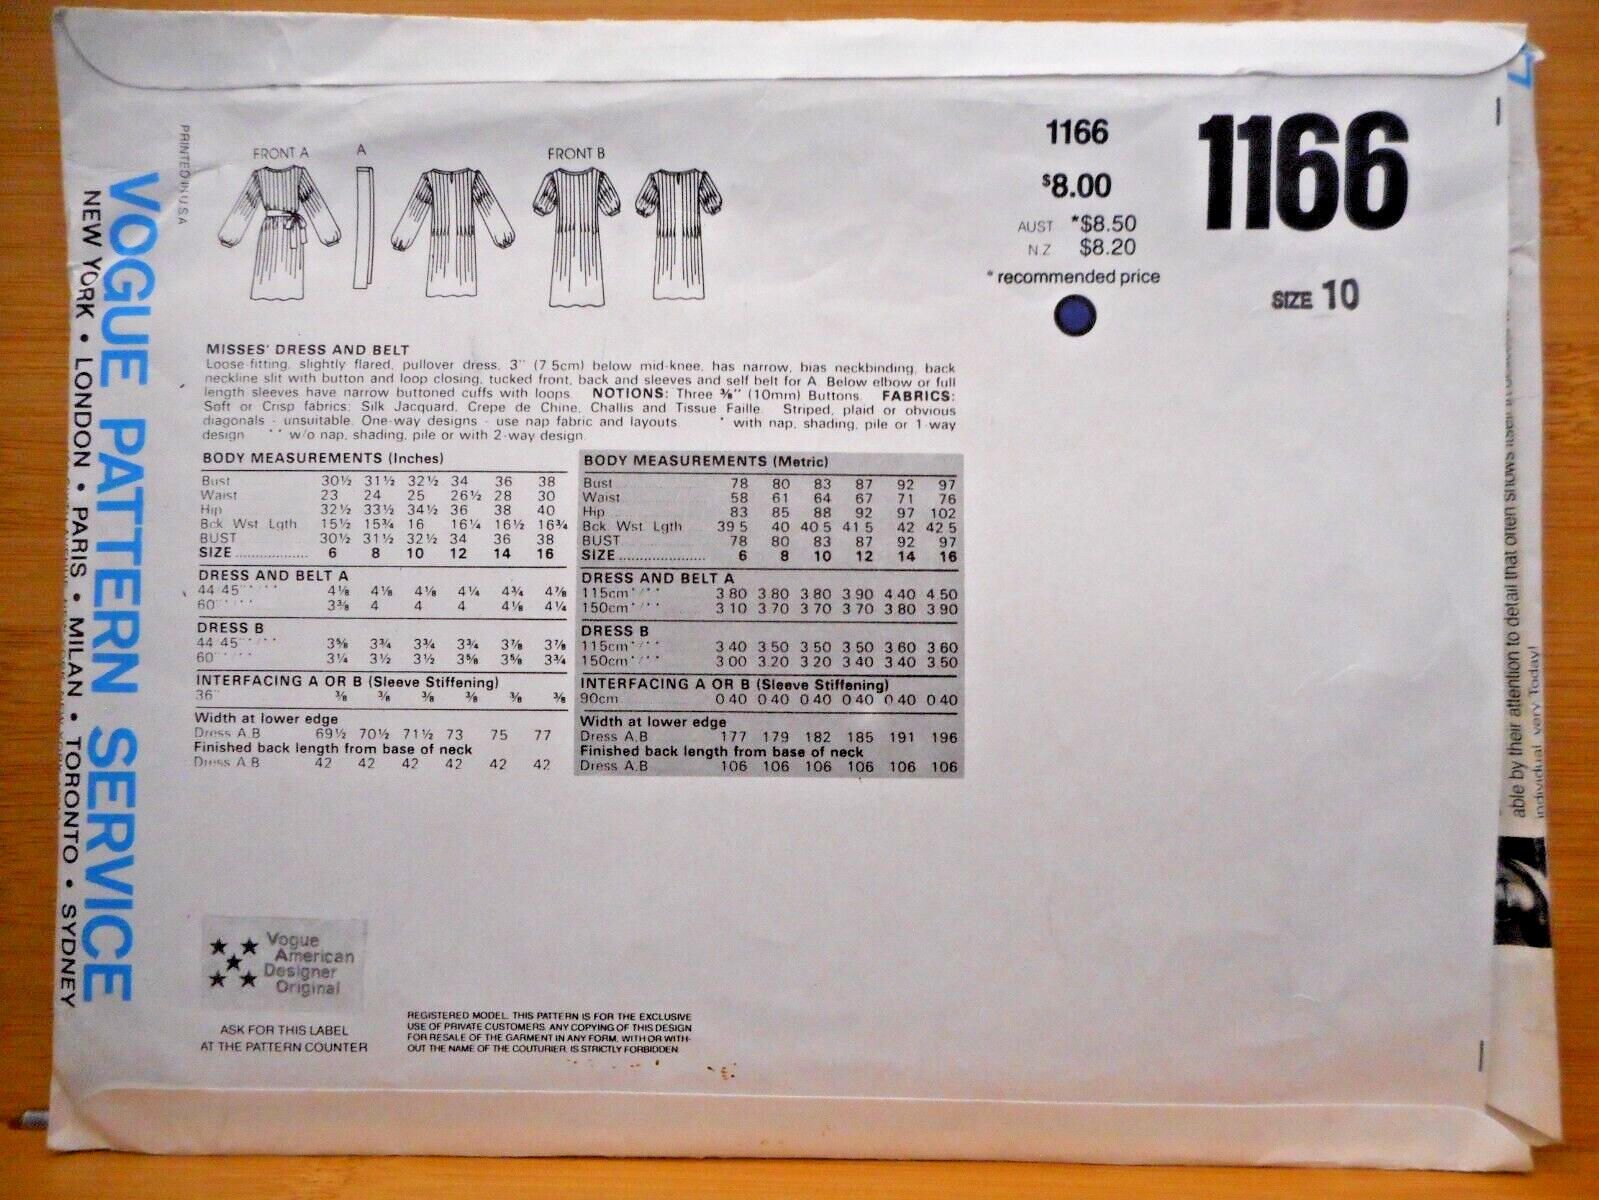 1166
1166
$8.00
AUST *$8.50
N.Z $8.20
* recommended price
SIZE 10
PRINTED IN USA
VOGUE PATTERN SERVICE
NEW YORK • LONDON • PARIS • MILAN • TORONTO • SYDNEY
FRONT A
A
FRONT B
MISSES' DRESS AND BELT
Loose-fitting, slightly flared, pullover dress, 3" (7.5cm) below mid-knee, has narrow, bias neckbinding, back
neckline slit with button and loop closing, tucked front, back and sleeves and self belt for A. Below elbow or full
length sleeves have narrow buttoned cuffs with loops. NOTIONS: Three ⅜" (10mm) Buttons. FABRICS:
Soft or Crisp fabrics: Silk Jacquard, Crepe de Chine, Challis and Tissue Faille. Striped, plaid or obvious
diagonals - unsuitable. One-way designs - use nap fabric and layouts. * with nap, shading, pile or 1-way
design ** w/o nap, shading, pile or with 2-way design.
BODY MEASUREMENTS (Inches)
Bust 30½ 31½ 32½ 34 36 38
Waist 23 24 25 26½ 28 30
Hip 32½ 33½ 34½ 36 38 40
Bck Wst Lgth 15½ 15¾ 16 16¼ 16½ 16¾
BUST 30½ 31½ 32½ 34 36 38
SIZE 6 8 10 12 14 16
DRESS AND BELT A
44/45"*/** 4⅛ 4⅛ 4⅛ 4¼ 4¾ 4⅞
60"*/** 3⅜ 4 4 4 4⅛ 4¼
DRESS B
44/45"*/** 3⅝ 3¾ 3¾ 3¾ 3⅞ 3⅞
60"*/** 3¼ 3½ 3½ 3⅝ 3⅝ 3¾
INTERFACING A OR B (Sleeve Stiffening)
36" ⅜ ⅜ ⅜ ⅜ ⅜ ⅜
Width at lower edge
Dress A,B 69½ 70½ 71½ 73 75 77
Finished back length from base of neck
Dress A,B 42 42 42 42 42 42
BODY MEASUREMENTS (Metric)
Bust 78 80 83 87 92 97
Waist 58 61 64 67 71 76
Hip 83 85 88 92 97 102
Bck Wst Lgth 39.5 40 40.5 41.5 42 42.5
BUST 78 80 83 87 92 97
SIZE 6 8 10 12 14 16
DRESS AND BELT A
115cm*/** 3.80 3.80 3.80 3.90 4.40 4.50
150cm*/** 3.10 3.70 3.70 3.70 3.80 3.90
DRESS B
115cm*/** 3.40 3.50 3.50 3.50 3.60 3.60
150cm*/** 3.00 3.20 3.20 3.40 3.40 3.50
INTERFACING A OR B (Sleeve Stiffening)
90cm 0.40 0.40 0.40 0.40 0.40 0.40
Width at lower edge
Dress A,B 177 179 182 185 191 196
Finished back length from base of neck
Dress A,B 106 106 106 106 106 106
Vogue
American
Designer
Original
ASK FOR THIS LABEL
AT THE PATTERN COUNTER
REGISTERED MODEL. THIS PATTERN IS FOR THE EXCLUSIVE
USE OF PRIVATE CUSTOMERS. ANY COPYING OF THIS DESIGN
FOR RESALE OF THE GARMENT IN ANY FORM, WITH OR WITH-
OUT THE NAME OF THE COUTURIER, IS STRICTLY FORBIDDEN.
able by their attention to detail that often shows itself
individual very Today!